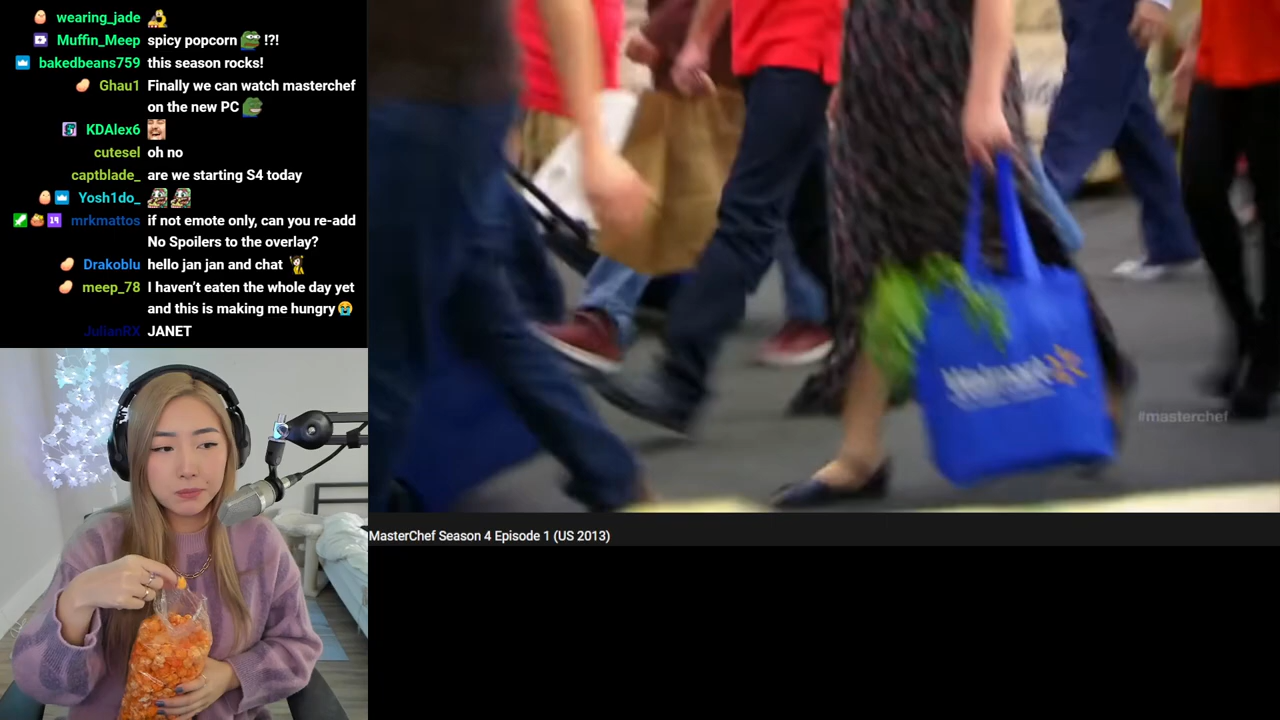 wearing_jade
Muffin_Meep spicy popcorn !?!
bakedbeans759 this season rocks!
Ghau1 Finally we can watch masterchef
on the new PC
KDAlex6
cutesel oh no
captblade_ are we starting S4 today
Yosh1do_
mrkmattos if not emote only, can you re-add
No Spoilers to the overlay?
Drakoblu hello jan jan and chat
meep_78 I haven't eaten the whole day yet
and this is making me hungry
JulianRX JANET
Walmart
#masterchef
MasterChef Season 4 Episode 1 (US 2013)